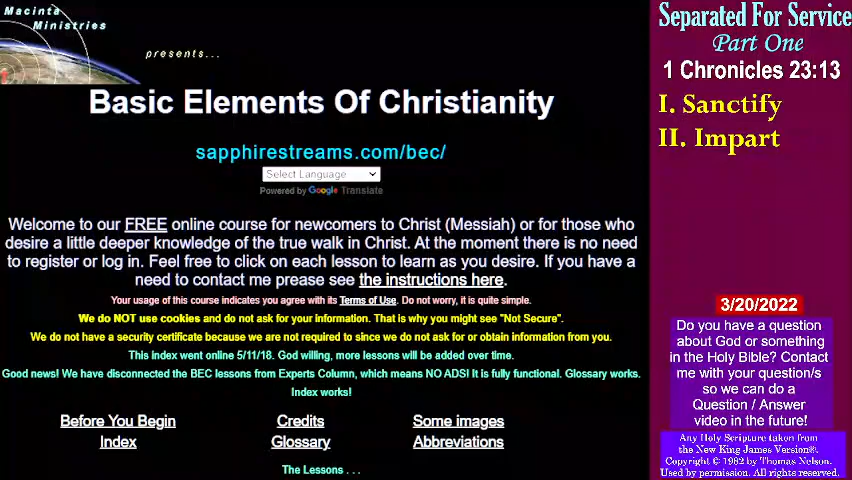 Macinta
Ministries
presents...
Basic Elements Of Christianity
sapphirestreams.com/bec/
Select Language
Powered by Google Translate
Welcome to our FREE online course for newcomers to Christ (Messiah) or for those who
desire a little deeper knowledge of the true walk in Christ. At the moment there is no need
to register or log in. Feel free to click on each lesson to learn as you desire. If you have a
need to contact me prease see the instructions here.
Your usage of this course indicates you agree with its Terms of Use. Do not worry, it is quite simple.
We do NOT use cookies and do not ask for your information. That is why you might see "Not Secure".
We do not have a security certificate because we are not required to since we do not ask for or obtain information from you.
This index went online 5/11/18. God willing, more lessons will be added over time.
Good news! We have disconnected the BEC lessons from Experts Column, which means NO ADS! It is fully functional. Glossary works.
Index works!
Before You Begin Credits Some images
Index Glossary Abbreviations
The Lessons . . .
Separated For Service
Part One
1 Chronicles 23:13
I. Sanctify
II. Impart
3/20/2022
Do you have a question
about God or something
in the Holy Bible? Contact
me with your question/s
so we can do a
Question / Answer
video in the future!
Any Holy Scripture taken from
the New King James Version®.
Copyright © 1982 by Thomas Nelson.
Used by permission. All rights reserved.